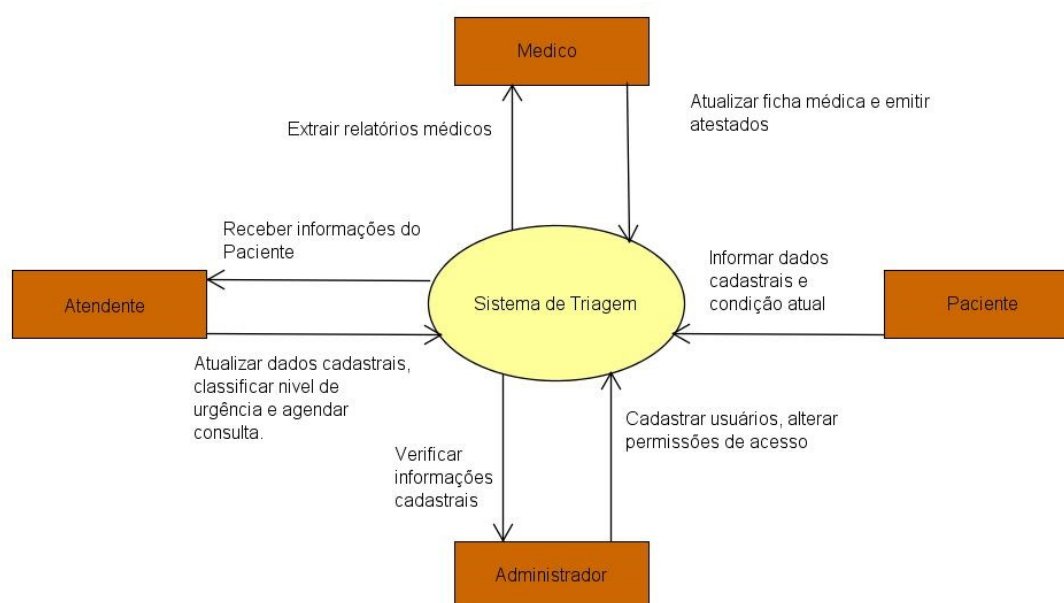 Medico
Atualizar ficha médica e emitir
atestados
Extrair relatórios médicos
Receber informações do
Paciente
Informar dados
cadastrais e
condição atual
Atendente
Sistema de Triagem
Paciente
Atualizar dados cadastrais,
classificar nivel de
urgência e agendar
consulta.
Cadastrar usuários, alterar
permissões de acesso
Verificar
informações
cadastrais
Administrador